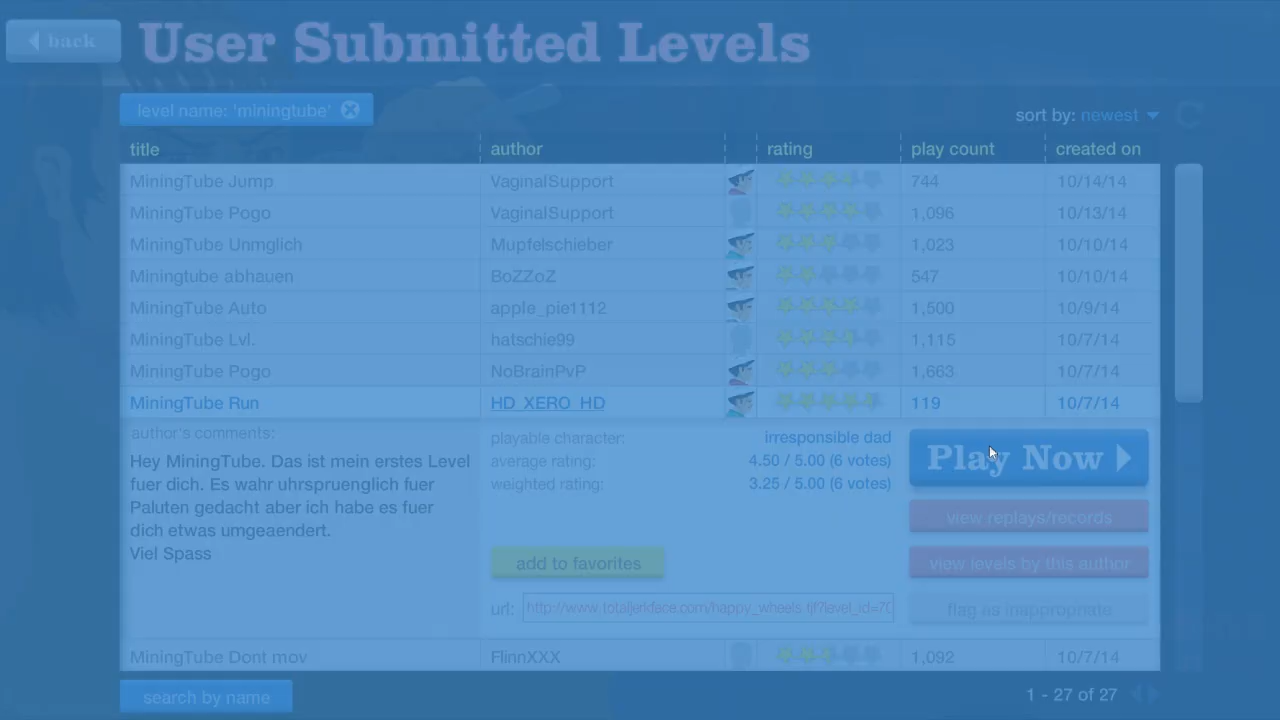 back
User Submitted Levels
level name: 'miningtube'
sort by: newest
title author rating play count created on
MiningTube Jump VaginalSupport 744 10/14/14
MiningTube Pogo VaginalSupport 1,096 10/13/14
MiningTube Unmglich Mupfelschieber 1,023 10/10/14
Miningtube abhauen BoZZoZ 547 10/10/14
MiningTube Auto apple_pie1112 1,500 10/9/14
MiningTube Lvl. hatschie99 1,115 10/7/14
MiningTube Pogo NoBrainPvP 1,663 10/7/14
MiningTube Run HD_XERO_HD 119 10/7/14
author's comments:
Hey MiningTube. Das ist mein erstes Level
fuer dich. Es wahr uhrspruenglich fuer
Paluten gedacht aber ich habe es fuer
dich etwas umgeaendert.
Viel Spass
playable character: irresponsible dad
average rating: 4.50 / 5.00 (6 votes)
weighted rating: 3.25 / 5.00 (6 votes)
add to favorites
url: http://www.totaljerkface.com/happy_wheels.tjf?level_id=7
Play Now
view replays/records
view levels by this author
flag as inappropriate
MiningTube Dont mov FlinnXXX 1,092 10/7/14
search by name
1 - 27 of 27